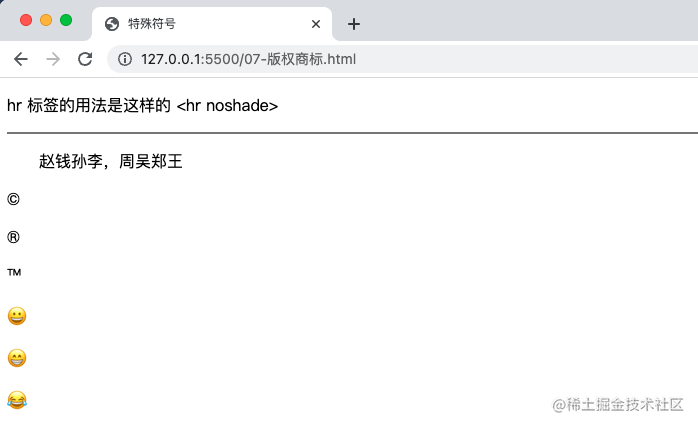 特殊符号
127.0.0.1:5500/07-版权商标.html
hr 标签的用法是这样的 <hr noshade>
赵钱孙李，周吴郑王
©
®
™
😀
😁
😂
@稀土掘金技术社区